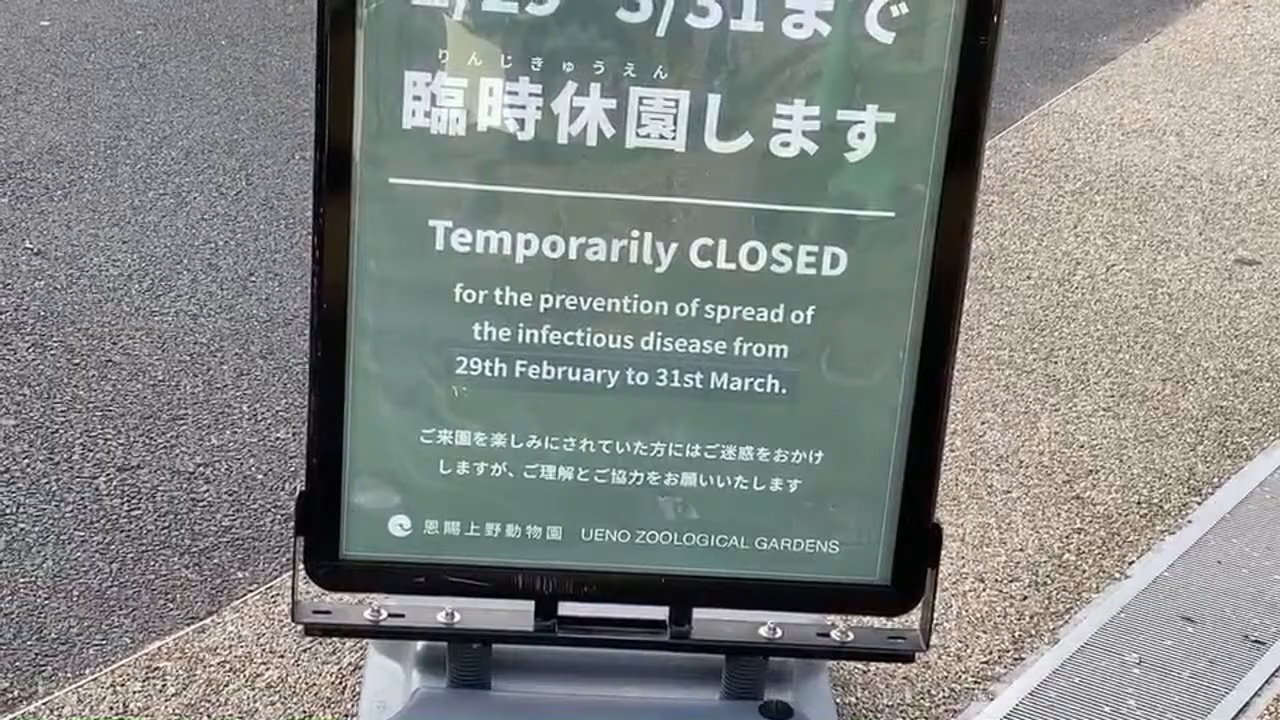 2/29 3/31まで
りんじきゅうえん
臨時休園します
Temporarily CLOSED
for the prevention of spread of
the infectious disease from
29th February to 31st March.
ご来園を楽しみにされていた方にはご迷惑をおかけ
しますが、ご理解とご協力をお願いいたします
恩賜上野動物園 UENO ZOOLOGICAL GARDENS